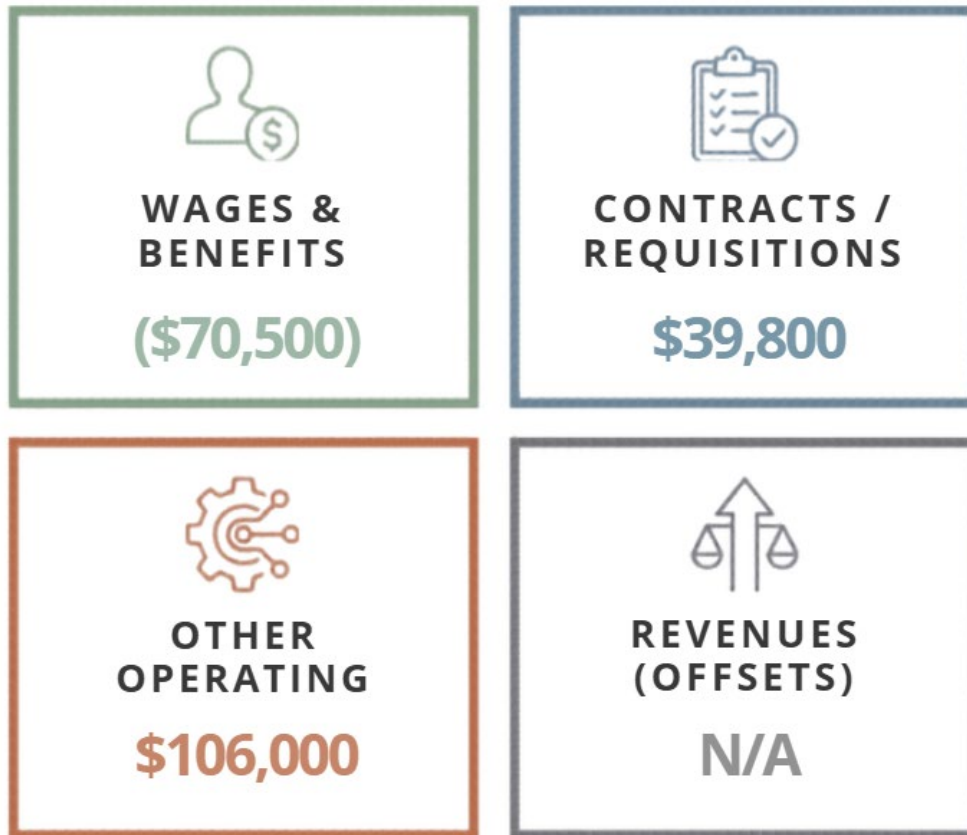 WAGES &
BENEFITS
($70,500)
CONTRACTS /
REQUISITIONS
$39,800
OTHER
OPERATING
$106,000
REVENUES
(OFFSETS)
N/A